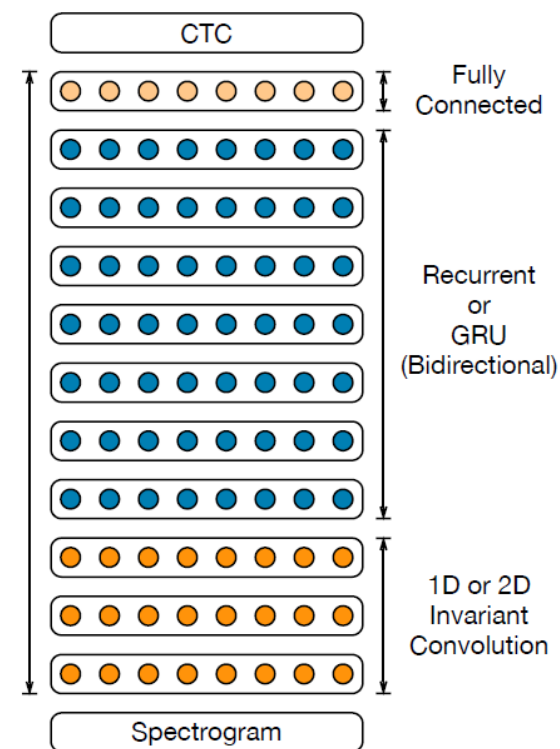 CTC
Fully
Connected
Recurrent
or
GRU
(Bidirectional)
1D or 2D
Invariant
Convolution
Spectrogram